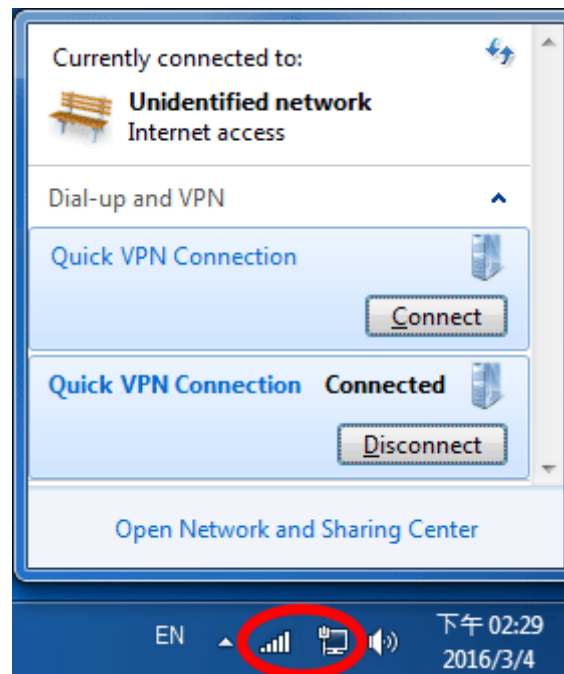 Currently connected to:
Unidentified network
Internet access
Dial-up and VPN
Quick VPN Connection
Connect
Quick VPN Connection Connected
Disconnect
Open Network and Sharing Center
EN
下午 02:29
2016/3/4